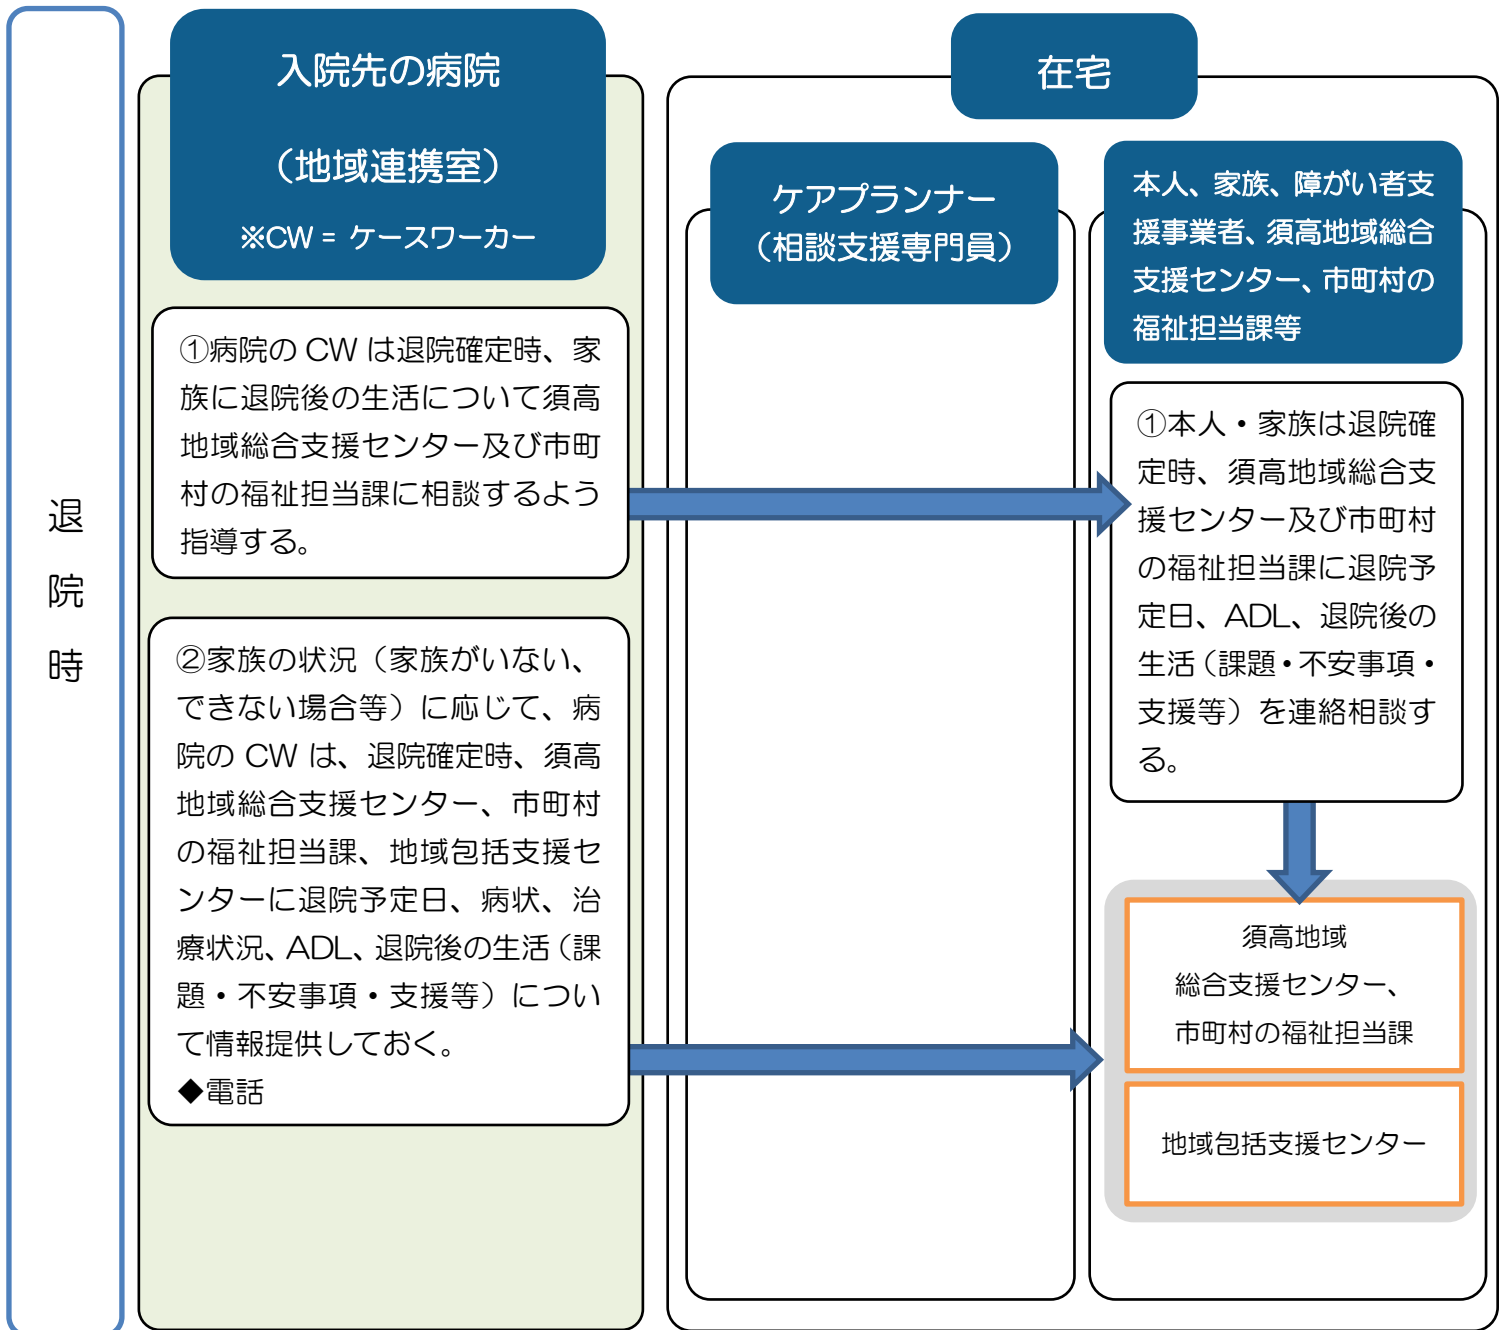 退
院
時
入院先の病院
（地域連携室）
※CW = ケースワーカー
①病院の CW は退院確定時、家
族に退院後の生活について須高
地域総合支援センター及び市町
村の福祉担当課に相談するよう
指導する。
②家族の状況（家族がいない、
できない場合等）に応じて、病
院の CW は、退院確定時、須高
地域総合支援センター、市町村
の福祉担当課、地域包括支援セ
ンターに退院予定日、病状、治
療状況、ADL、退院後の生活（課
題・不安事項・支援等）につい
て情報提供しておく。
◆電話
在宅
ケアプランナー
（相談支援専門員）
本人、家族、障がい者支
援事業者、須高地域総合
支援センター、市町村の
福祉担当課等
①本人・家族は退院確
定時、須高地域総合支
援センター及び市町村
の福祉担当課に退院予
定日、ADL、退院後の
生活（課題・不安事項・
支援等）を連絡相談す
る。
須高地域
総合支援センター、
市町村の福祉担当課
地域包括支援センター